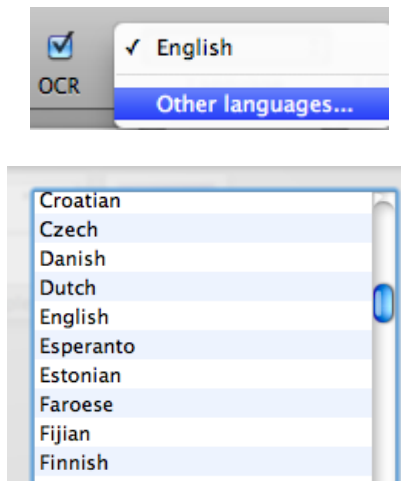 ✓ English
OCR
Other languages...
Croatian
Czech
Danish
Dutch
English
Esperanto
Estonian
Faroese
Fijian
Finnish